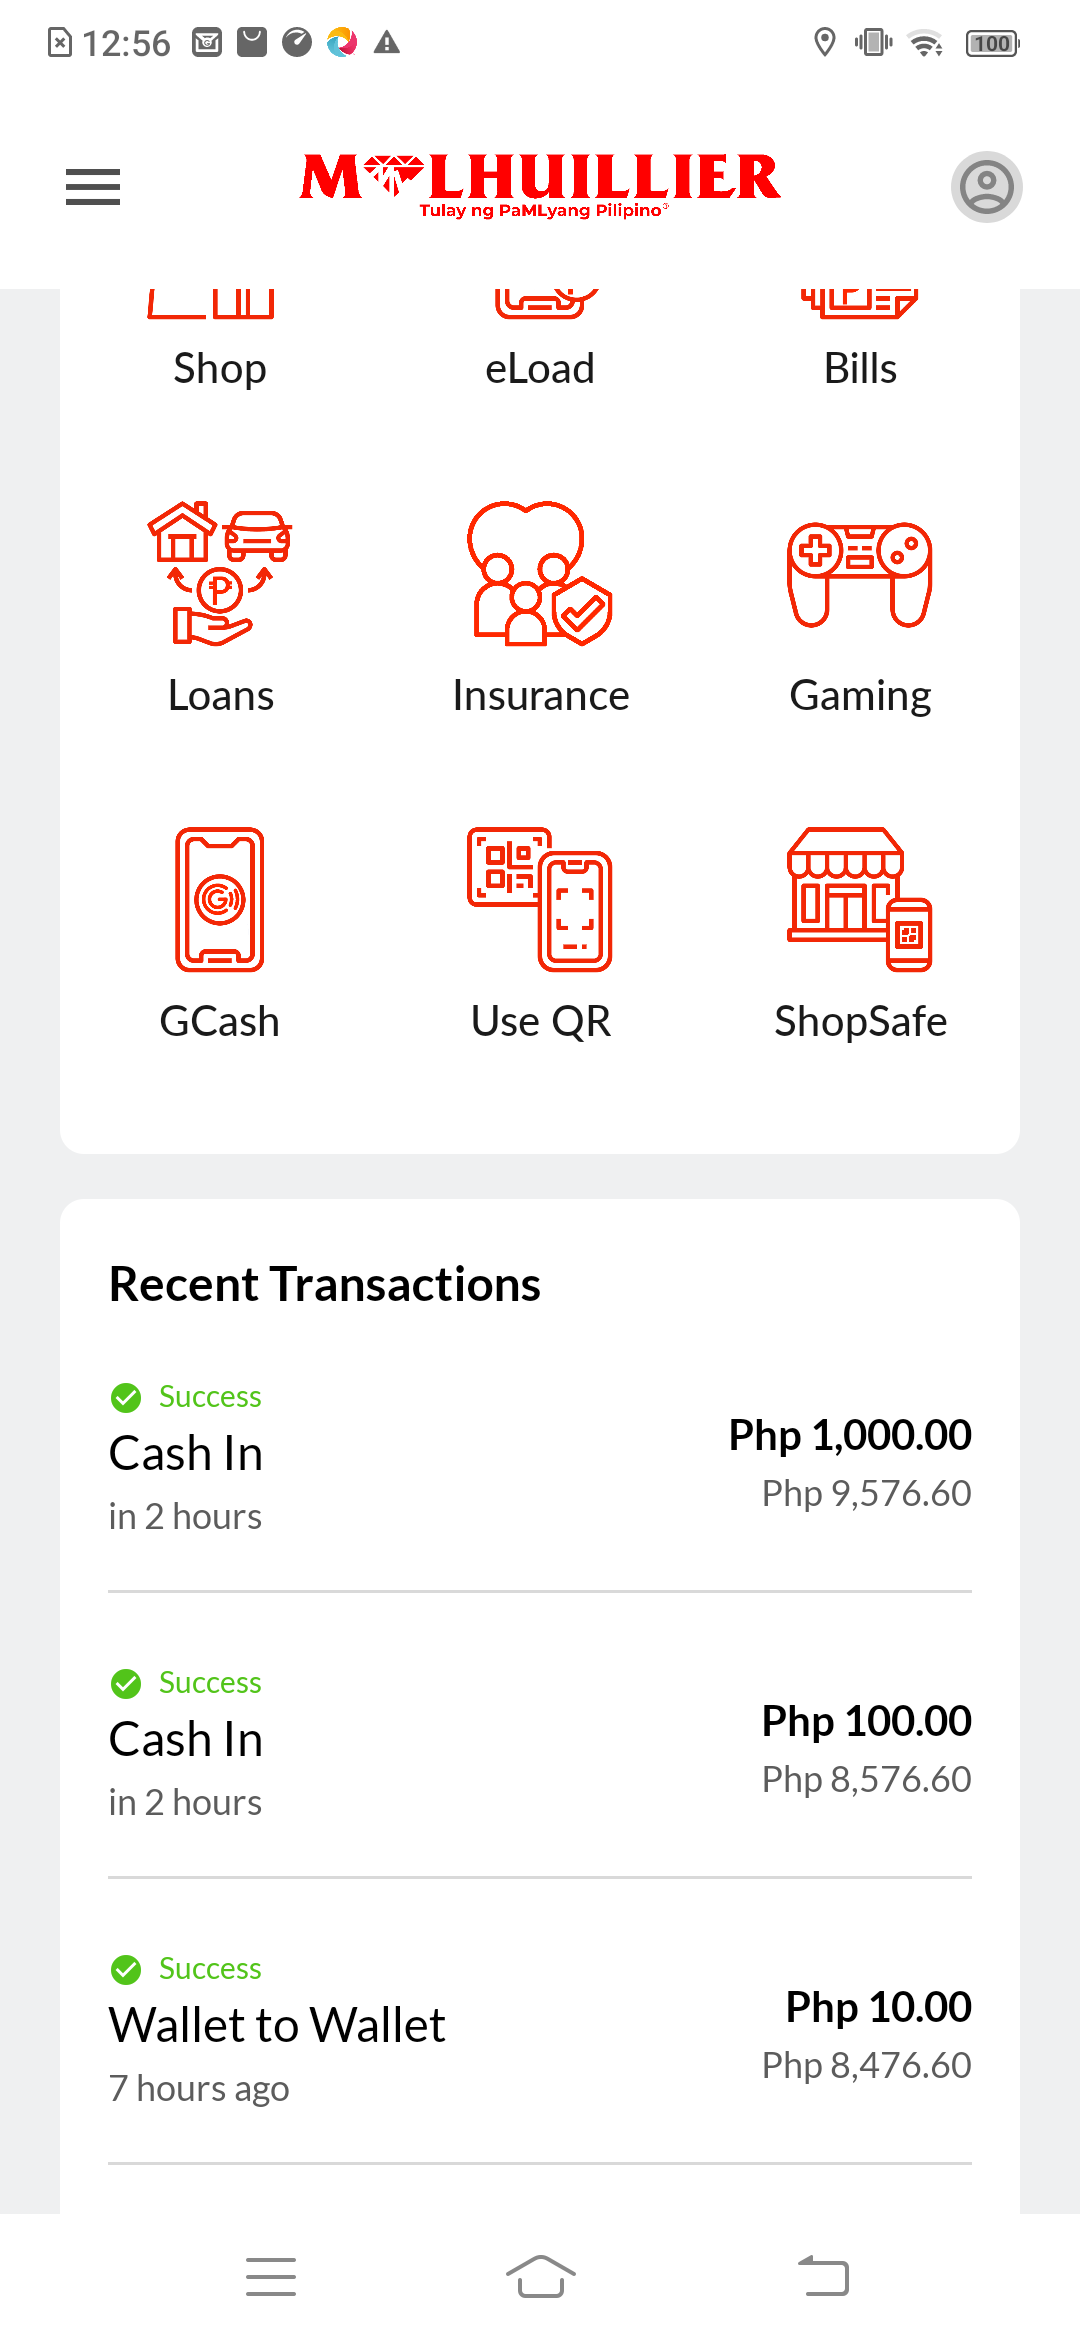 12:56
100
M LHUILLIER
Tulay ng PaMLyang Pilipino®
Shop
eLoad
Bills
Loans
Insurance
Gaming
GCash
Use QR
ShopSafe
Recent Transactions
Success
Cash In
in 2 hours
Php 1,000.00
Php 9,576.60
Success
Cash In
in 2 hours
Php 100.00
Php 8,576.60
Success
Wallet to Wallet
7 hours ago
Php 10.00
Php 8,476.60